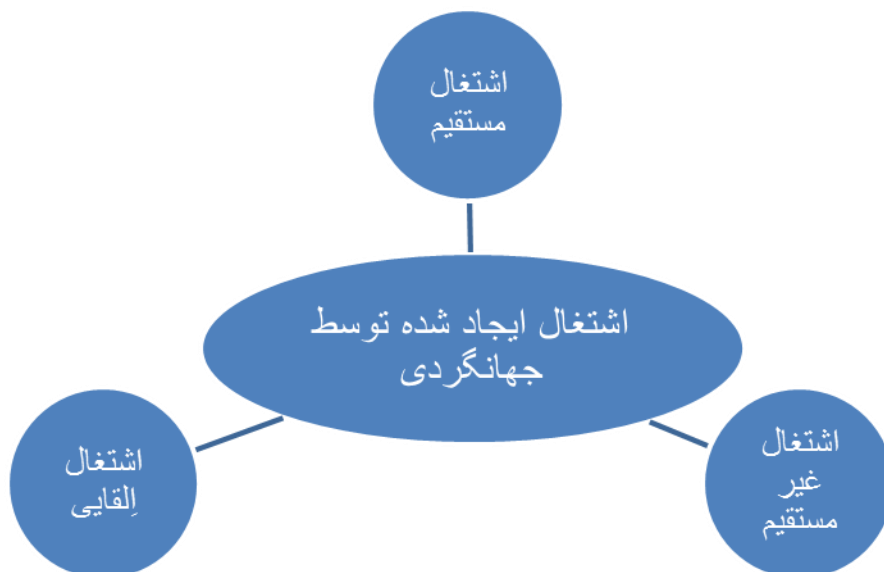 اشتغال
مستقیم
اشتغال ایجاد شده توسط
جهانگردی
اشتغال
غیر
مستقیم
اشتغال
اِلقایی